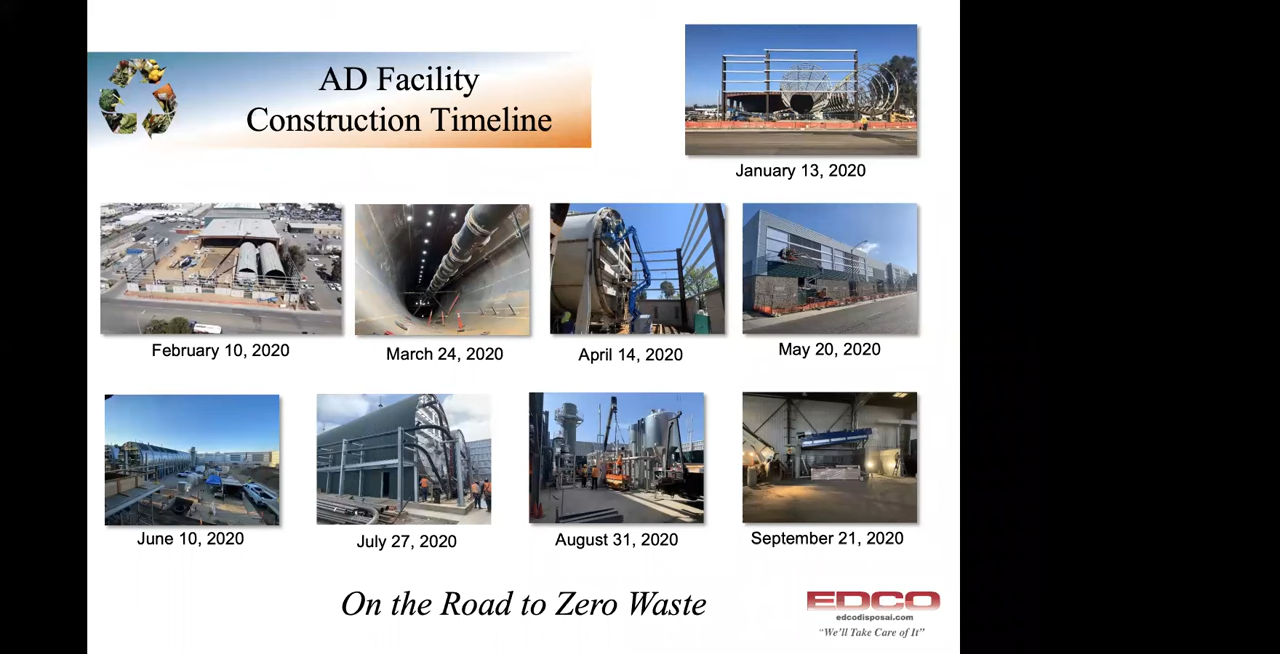 AD Facility
Construction Timeline
January 13, 2020
February 10, 2020
March 24, 2020
April 14, 2020
May 20, 2020
June 10, 2020
July 27, 2020
August 31, 2020
September 21, 2020
On the Road to Zero Waste
EDCO
edcodisposal.com
"We'll Take Care of It"